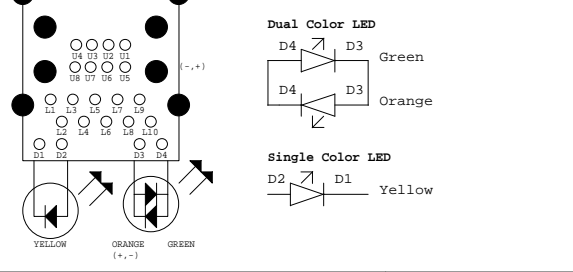 U4 U3 U2 U1
U8 U7 U6 U5
(-,+)
L1 L3 L5 L7 L9
L2 L4 L6 L8 L10
D1 D2 D3 D4
YELLOW ORANGE GREEN
(+,-)
Dual Color LED
D4 D3 Green
D4 D3 Orange
Single Color LED
D2 D1 Yellow